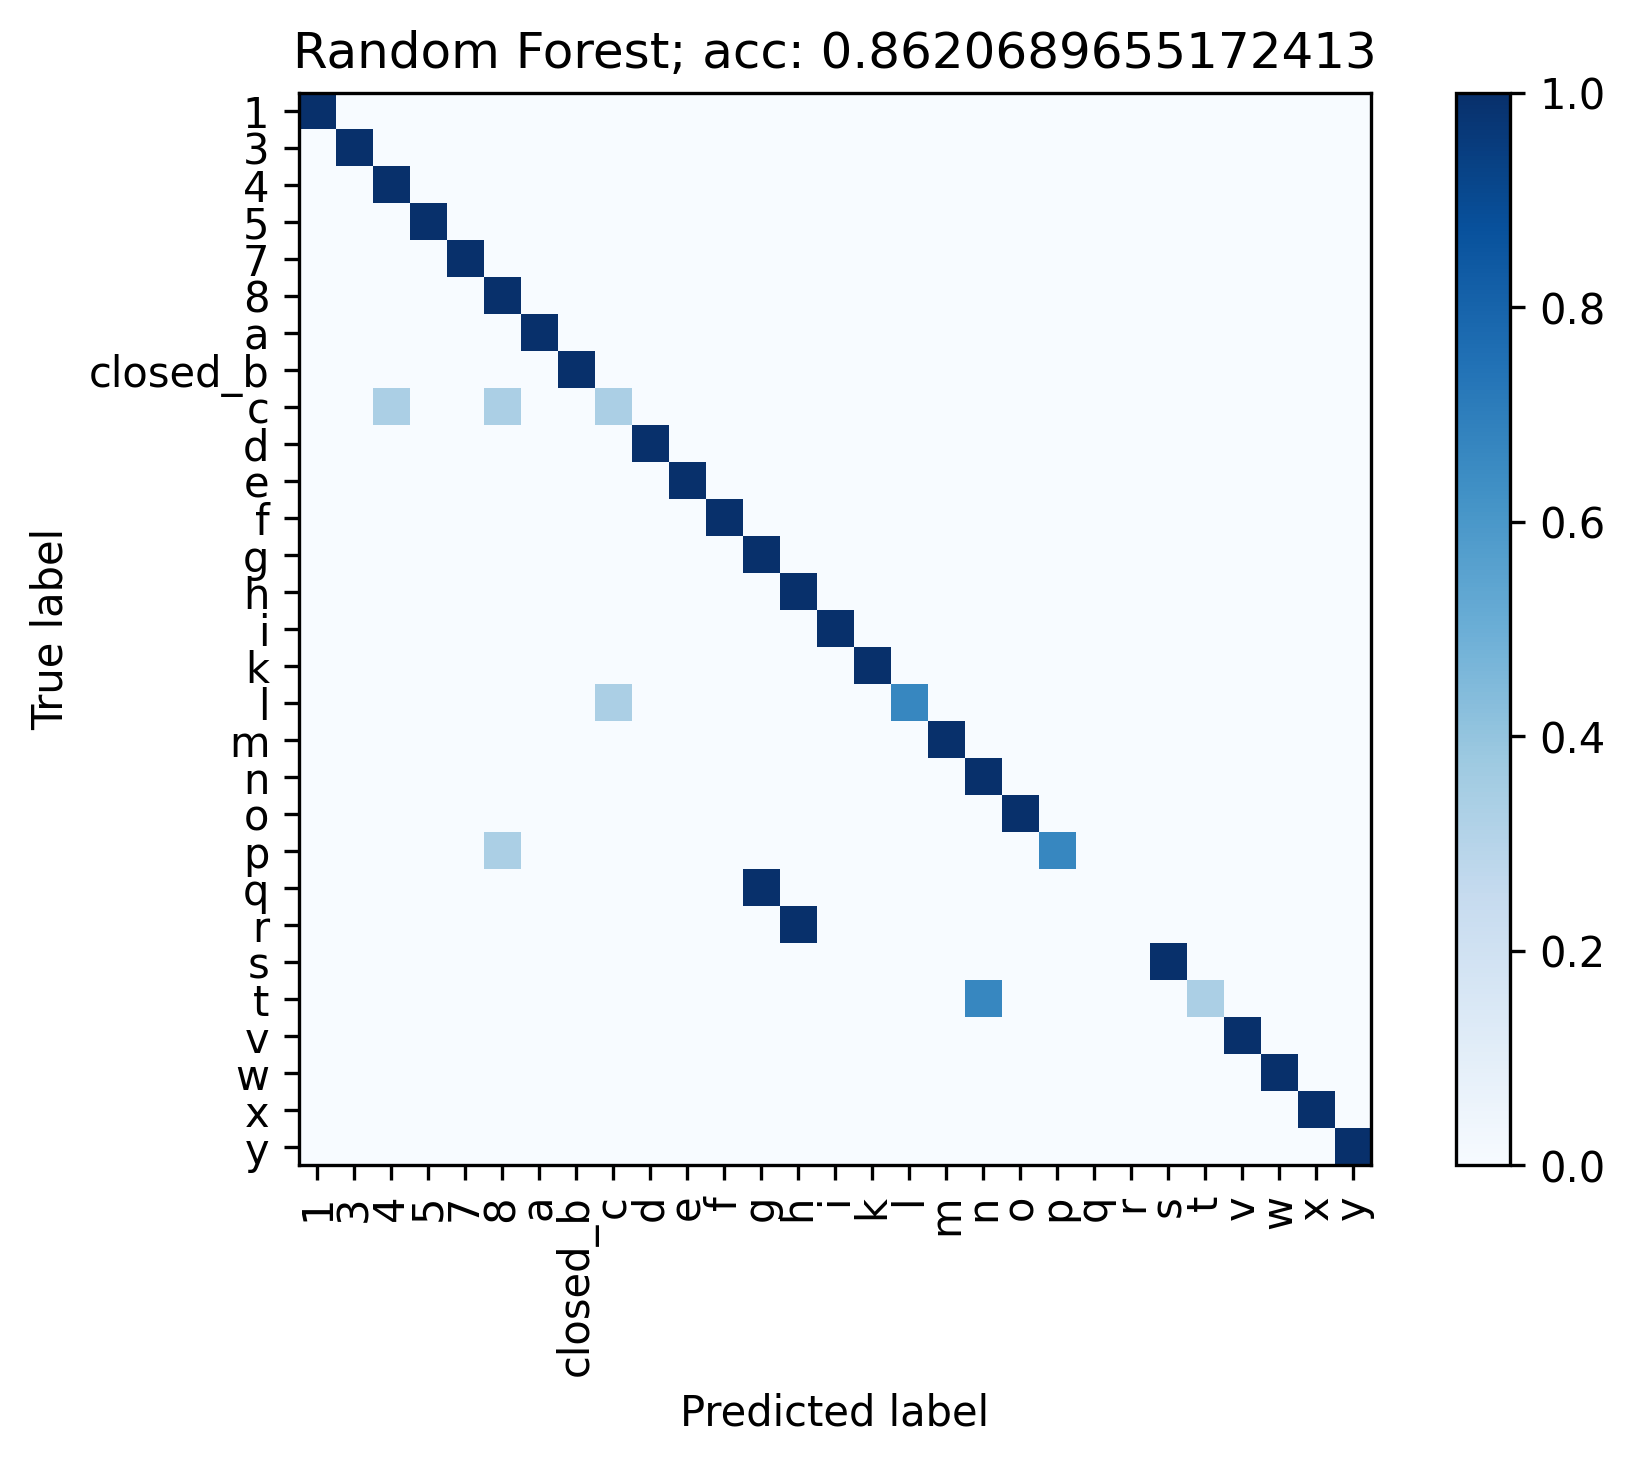 Random Forest; acc: 0.8620689655172413
1
3
4
5
7
8
a
closed_b
c
d
e
f
g
h
i
k
l
m
n
o
p
q
r
s
t
v
w
x
y
True label
1
3
4
5
7
8
a
closed_b
c
d
e
f
g
h
i
k
l
m
n
o
p
q
r
s
t
v
w
x
y
Predicted label
1.0
0.8
0.6
0.4
0.2
0.0